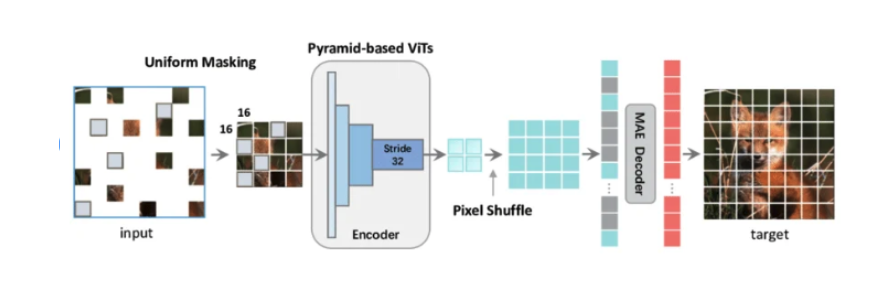 Uniform Masking
Pyramid-based ViTs
16
16
Stride
32
Encoder
Pixel Shuffle
MAE Decoder
input
target